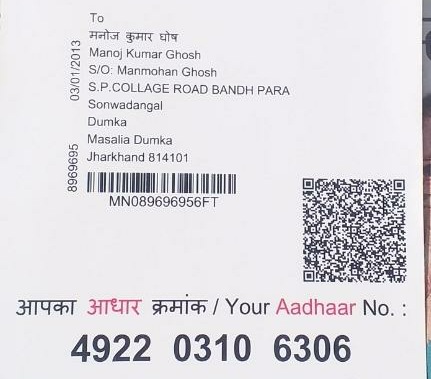 To
मनोज कुमार घोष
Manoj Kumar Ghosh
S/O: Manmohan Ghosh
S.P.COLLAGE ROAD BANDH PARA
Sonwadangal
Dumka
Masalia Dumka
Jharkhand 814101
03/01/2013
8969695
MN089696956FT
आपका आधार क्रमांक / Your Aadhaar No. :
4922 0310 6306